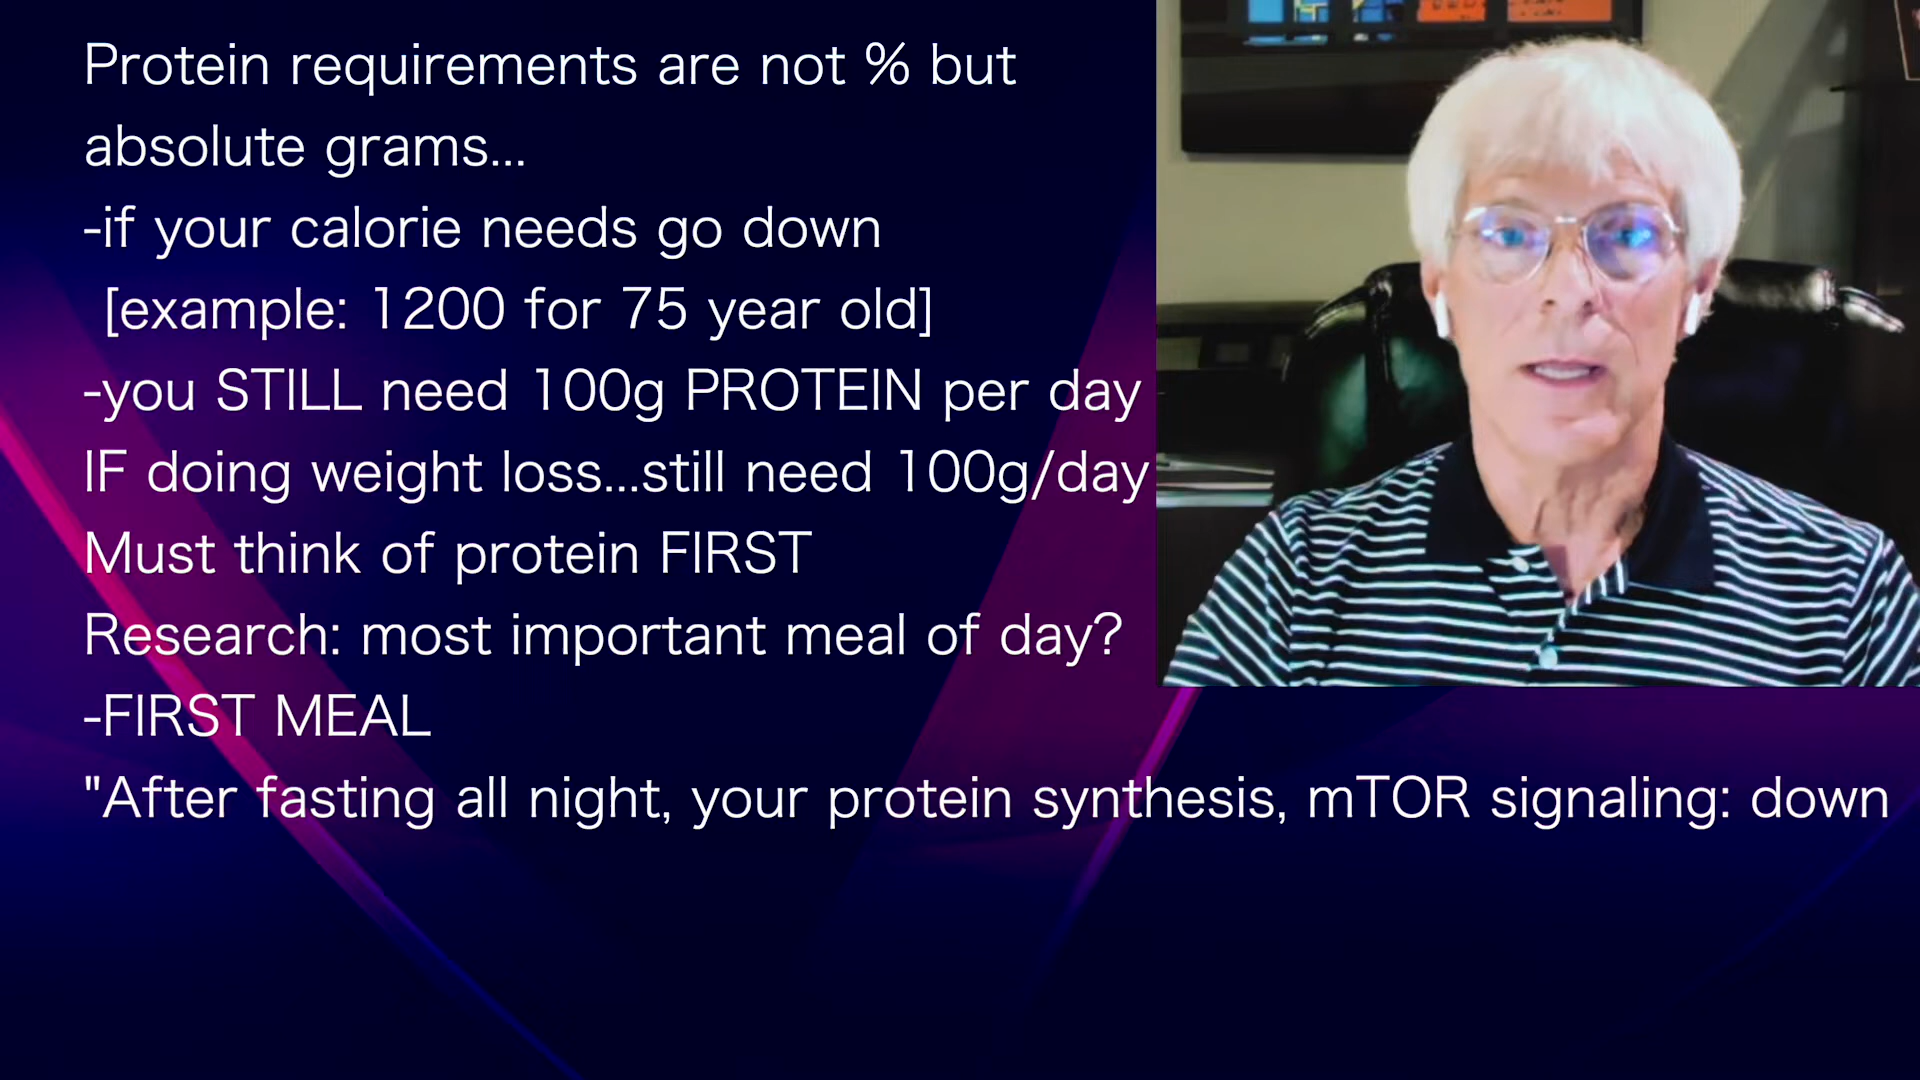 Protein requirements are not % but
absolute grams...
-if your calorie needs go down
[example: 1200 for 75 year old]
-you STILL need 100g PROTEIN per day
IF doing weight loss...still need 100g/day
Must think of protein FIRST
Research: most important meal of day?
-FIRST MEAL
"After fasting all night, your protein synthesis, mTOR signaling: down